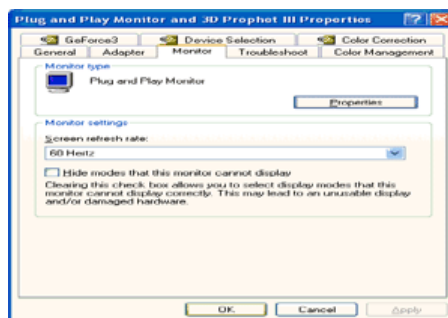 Plug and Play Monitor and 3D Prophet III Properties
GeForce3 Device Selection Color Correction
General Adapter Monitor Troubleshoot Color Management
Monitor type
Plug and Play Monitor
Properties
Monitor settings
Screen refresh rate:
60 Hertz
Hide modes that this monitor cannot display
Clearing this check box allows you to select display modes that this
monitor cannot display correctly. This may lead to an unusable display
and/or damaged hardware.
OK Cancel Apply